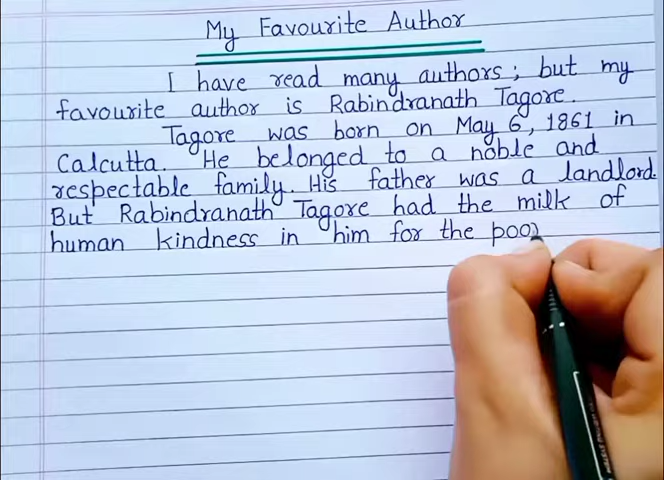 My Favourite Author
I have read many authors; but my
favourite author is Rabindranath Tagore.
Tagore was born on May 6, 1861 in
Calcutta. He belonged to a noble and
respectable family. His father was a landlord.
But Rabindranath Tagore had the milk of
human kindness in him for the poor